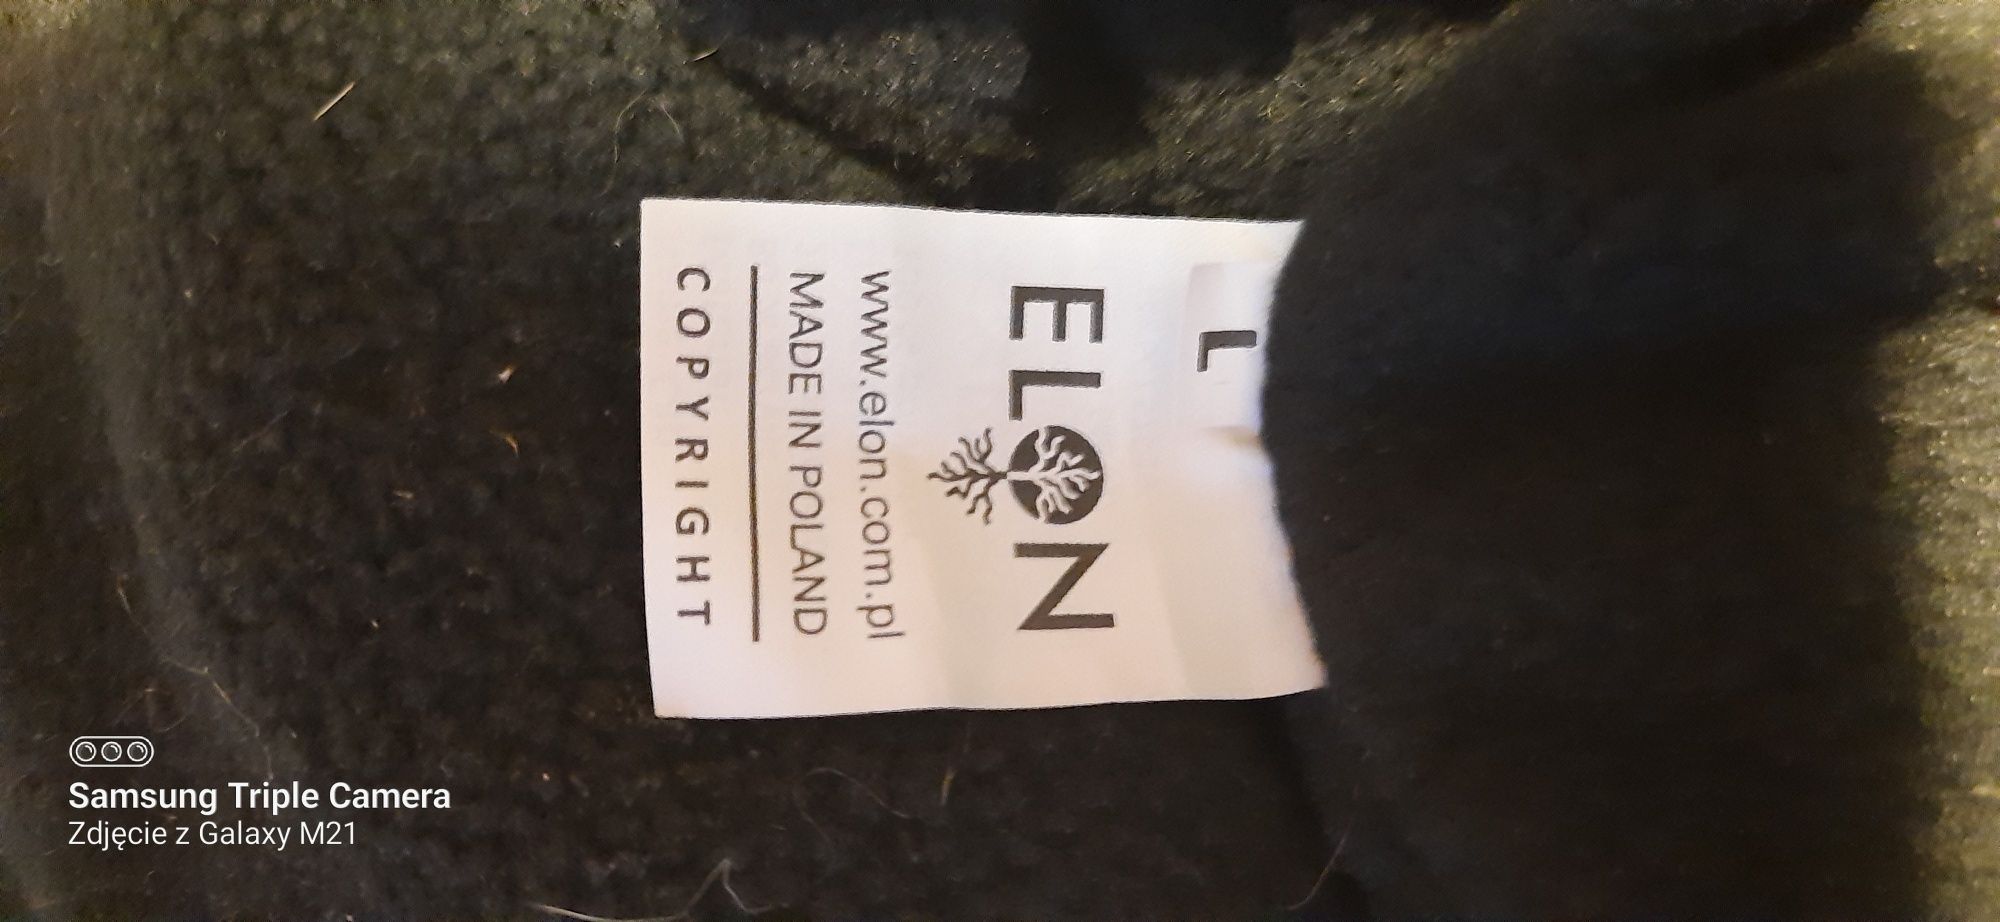 L
ELON
www.elon.com.pl
MADE IN POLAND
COPYRIGHT
Samsung Triple Camera
Zdjęcie z Galaxy M21